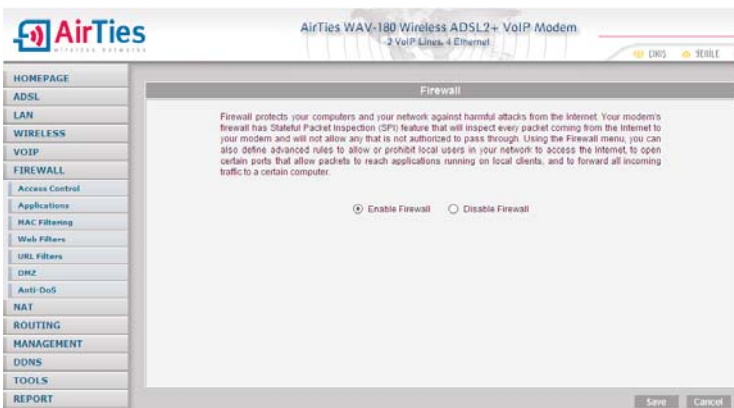 AirTies
WIRELESS NETWORKS
AirTies WAV-180 Wireless ADSL2+ VoIP Modem
2 VoIP Lines, 4 Ethernet
ÇIKIŞ
YENİLE
HOMEPAGE
ADSL
LAN
WIRELESS
VOIP
FIREWALL
Access Control
Applications
MAC Filtering
Web Filters
URL Filters
DMZ
Anti-DoS
NAT
ROUTING
MANAGEMENT
DDNS
TOOLS
REPORT
Firewall
Firewall protects your computers and your network against harmful attacks from the Internet. Your modem's
firewall has Stateful Packet Inspection (SPI) feature that will inspect every packet coming from the Internet to
your modem and will not allow any that is not authorized to pass through. Using the Firewall menu, you can
also define advanced rules to allow or prohibit local users in your network to access the Internet, to open
certain ports that allow packets to reach applications running on local clients, and to forward all incoming
traffic to a certain computer.
Enable Firewall
Disable Firewall
Save
Cancel